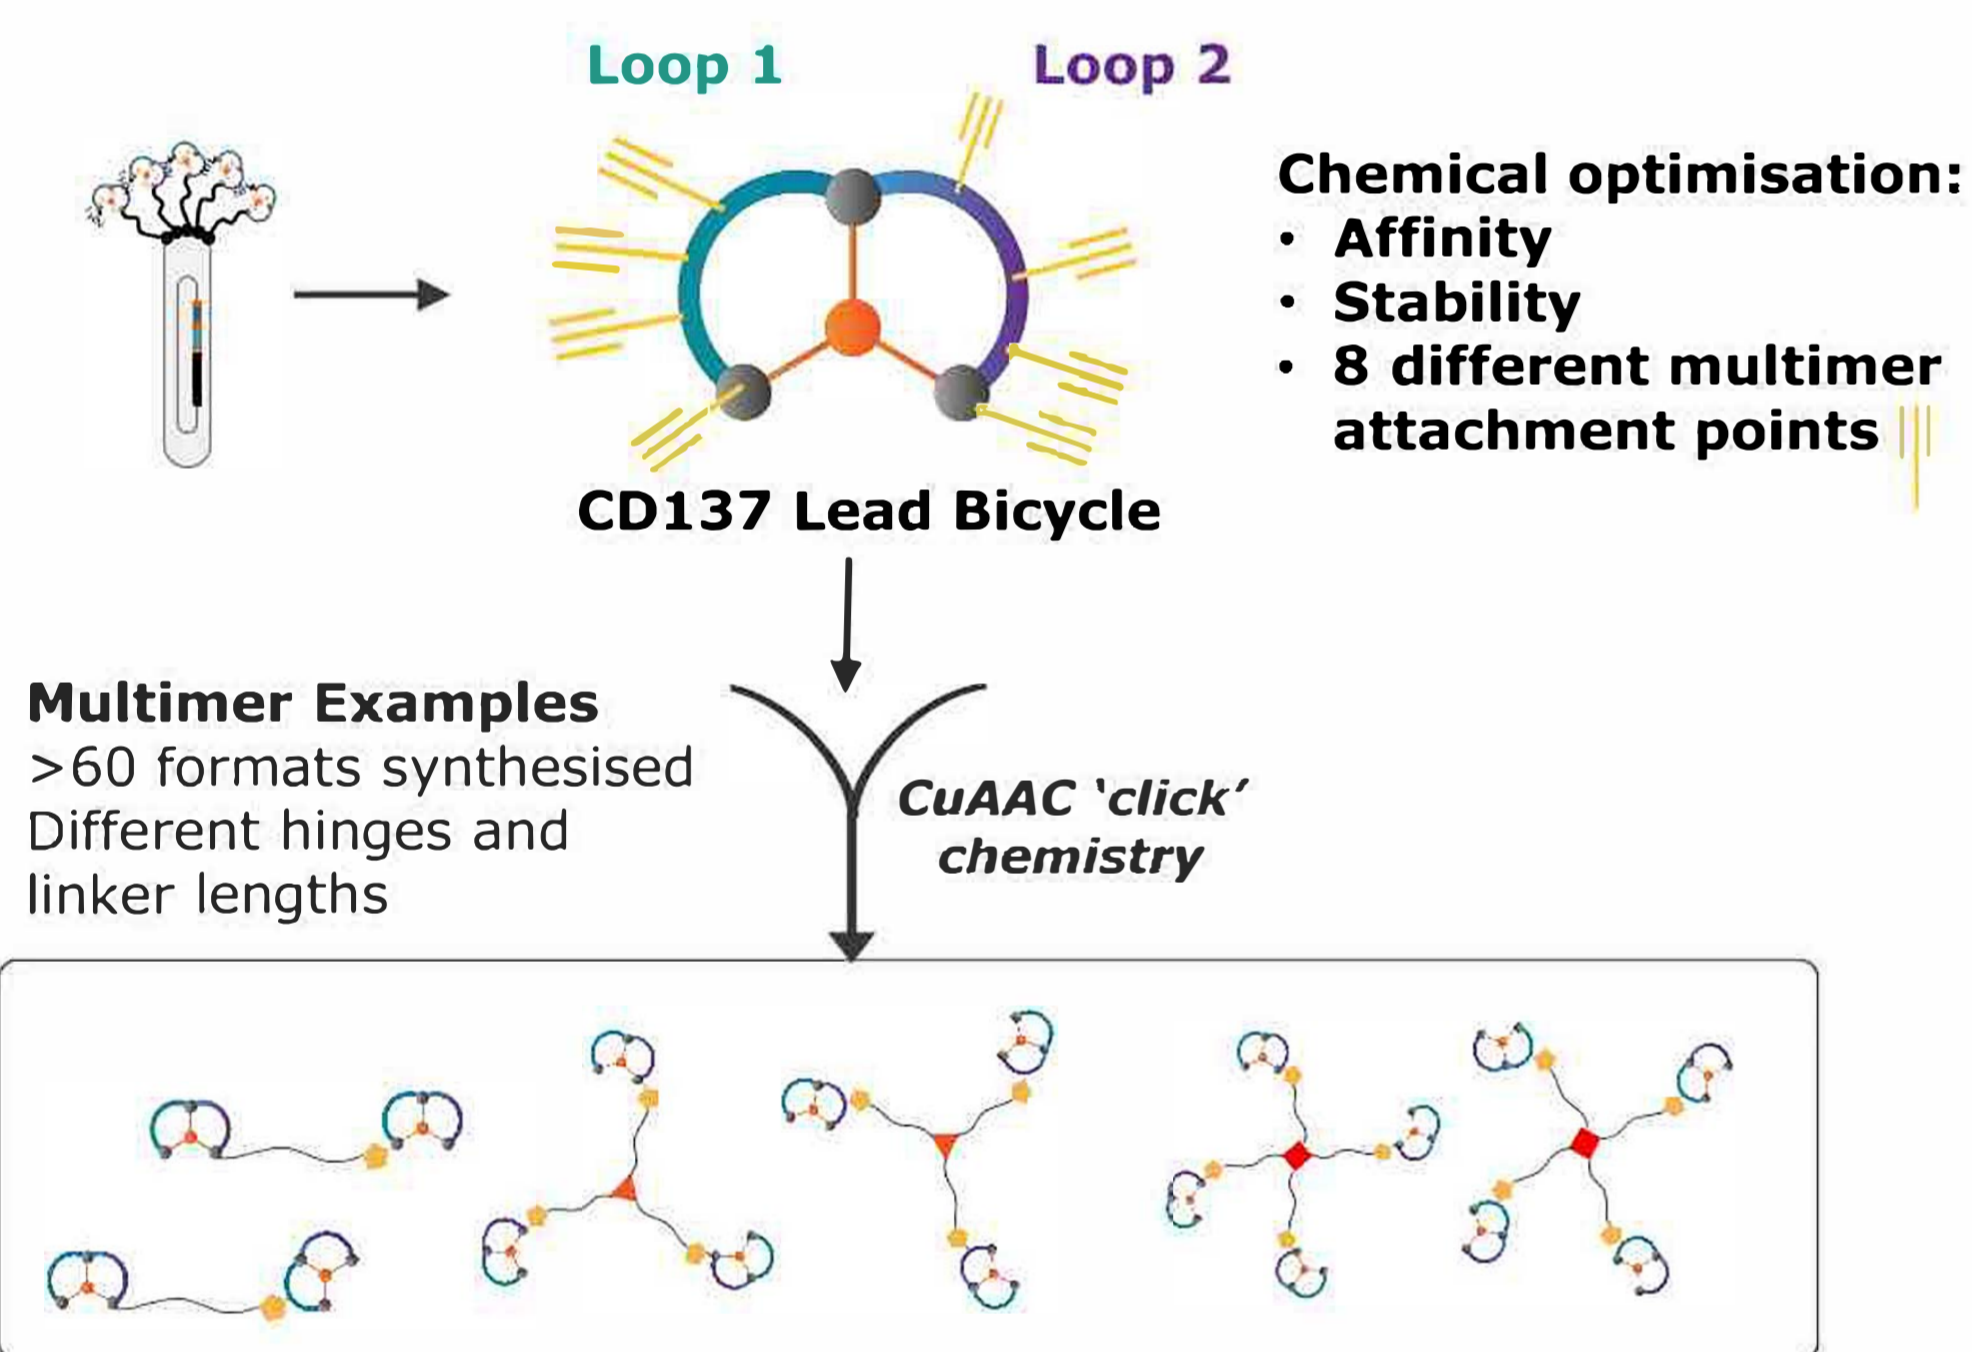 Loop 1
Loop 2
Chemical optimisation:
• Affinity
• Stability
• 8 different multimer
attachment points
CD137 Lead Bicycle
Multimer Examples
>60 formats synthesised
Different hinges and
linker lengths
CuAAC ‘click’
chemistry